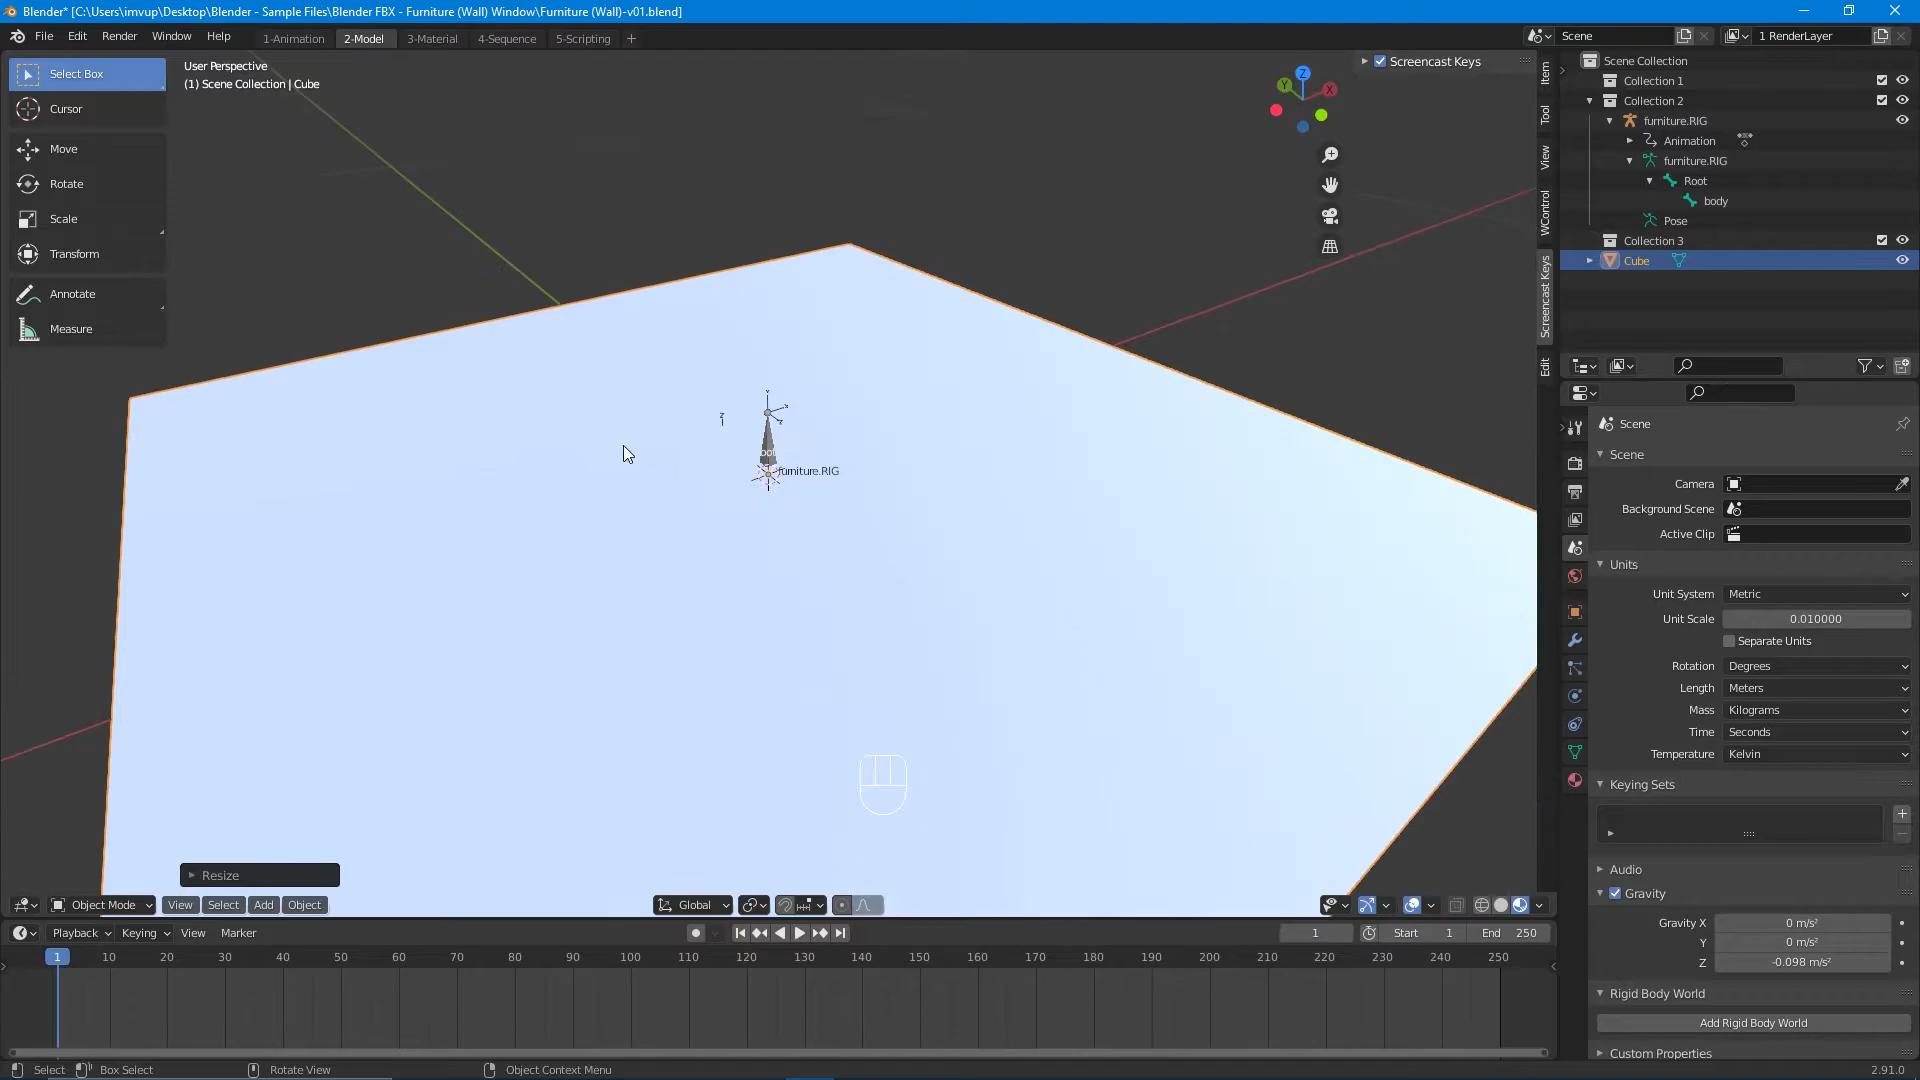 Blender* [C:\Users\imvup\Desktop\Blender - Sample Files\Blender FBX - Furniture (Wall) Window\Furniture (Wall)-v01.blend]
File Edit Render Window Help 1-Animation 2-Model 3-Material 4-Sequence 5-Scripting + Scene 1 RenderLayer
Select Box
Cursor
Move
Rotate
Scale
Transform
Annotate
Measure
User Perspective
(1) Scene Collection | Cube
Screencast Keys
Z
Y
X
Item
Tool
View
WControl
Screencast Keys
Edit
furniture.RIG
Resize
Object Mode View Select Add Object Global
Scene Collection
Collection 1
Collection 2
furniture.RIG
Animation
furniture.RIG
Root
body
Pose
Collection 3
Cube
Scene
Scene
Camera
Background Scene
Active Clip
Units
Unit System Metric
Unit Scale 0.010000
Separate Units
Rotation Degrees
Length Meters
Mass Kilograms
Time Seconds
Temperature Kelvin
Keying Sets
Audio
Gravity
Gravity X 0 m/s²
Y 0 m/s²
Z -0.098 m/s²
Rigid Body World
Add Rigid Body World
Custom Properties
Playback Keying View Marker 1 Start 1 End 250
1 10 20 30 40 50 60 70 80 90 100 110 120 130 140 150 160 170 180 190 200 210 220 230 240 250
Select Box Select Rotate View Object Context Menu 2.91.0